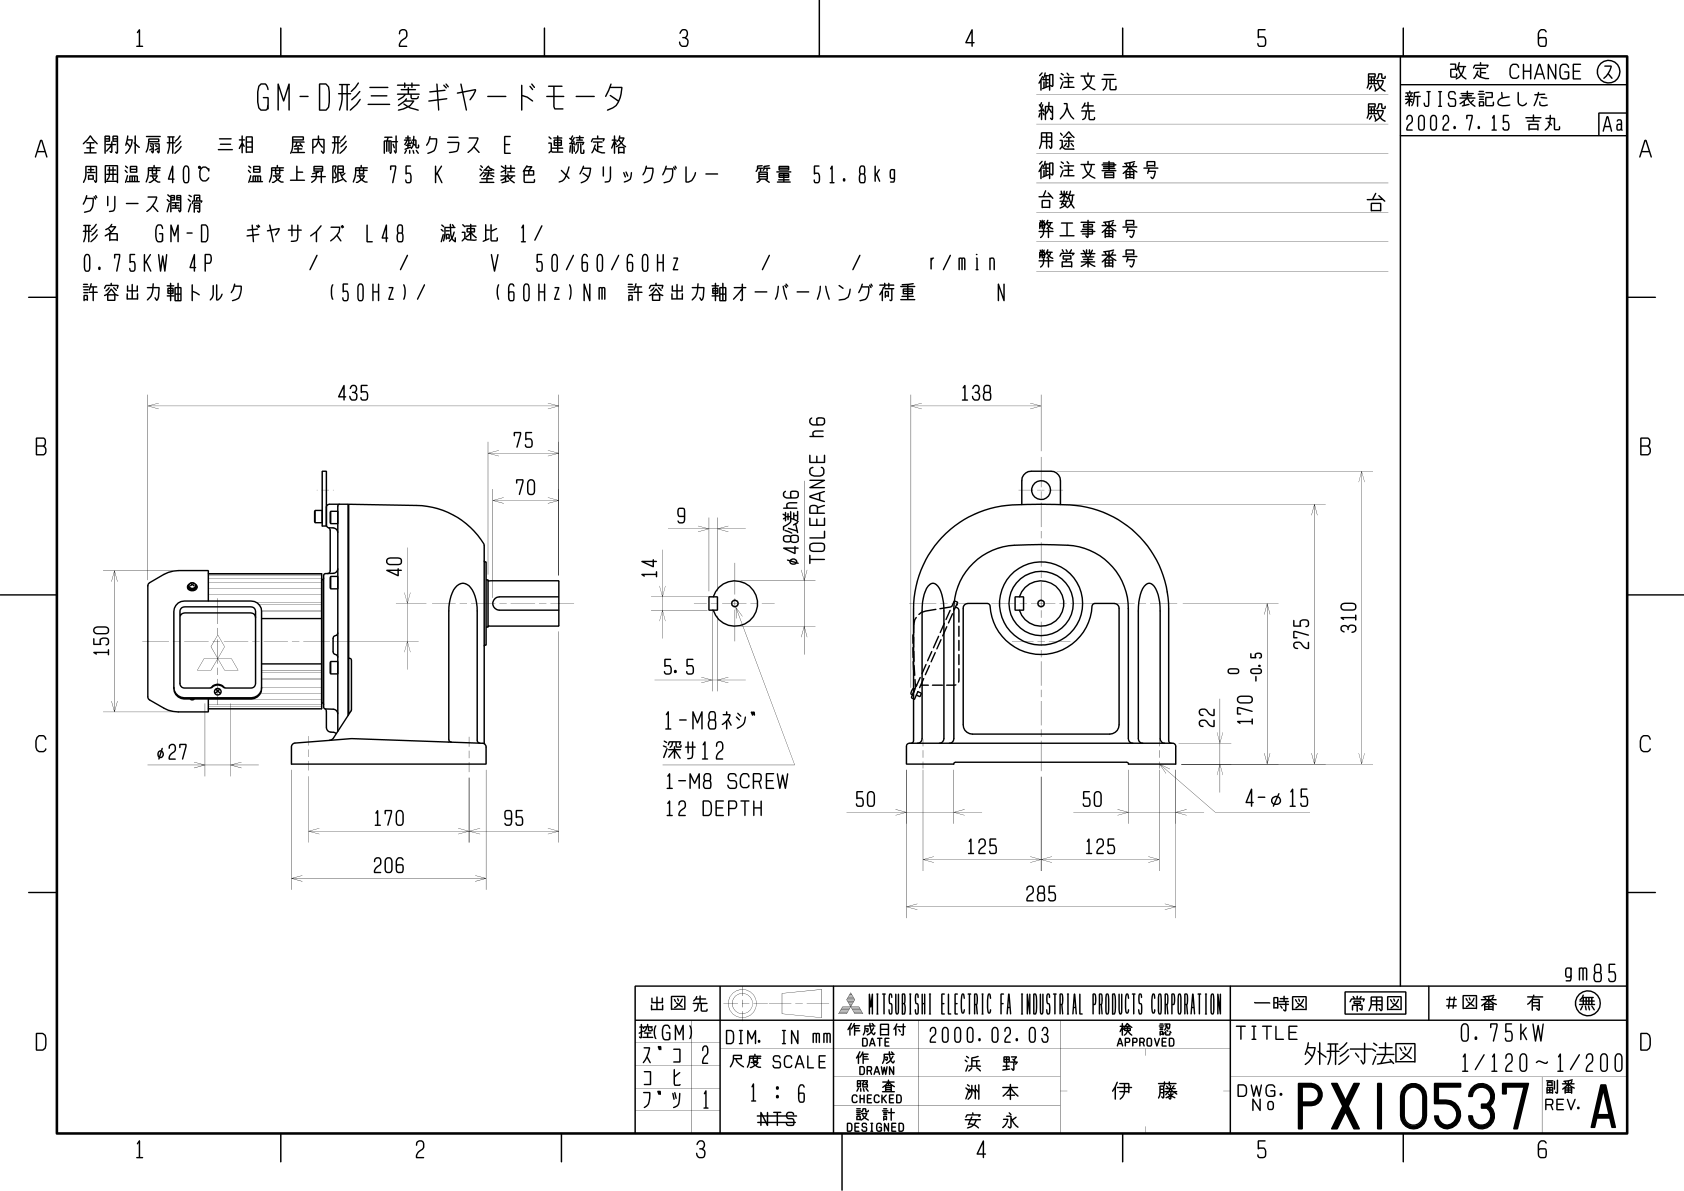 1 2 3 4 5 6
GM-D形三菱ギヤードモータ
全閉外扇形 三相 屋内形 耐熱クラス E 連続定格
周囲温度40℃ 温度上昇限度 75 K 塗装色 メタリックグレー 質量 51.8kg
グリース潤滑
形名 GM-D ギヤサイズ L48 減速比 1/
0.75KW 4P / / V 50/60/60Hz / / r/min
許容出力軸トルク (50Hz)/ (60Hz)Nm 許容出力軸オーバーハング荷重 N
御注文元 殿
納入先 殿
用途
御注文書番号
台数 台
弊工事番号
弊営業番号
改定 CHANGE ス
新JIS表記とした
2002.7.15 吉丸 Aa
A A
B B
C C
D D
435
75
70
40
150
φ27
170
95
206
9
14
5.5
φ48公差h6
TOLERANCE h6
1-M8ネジ
深サ12
1-M8 SCREW
12 DEPTH
138
310
275
170 0 -0.5
22
50
50
4-φ15
125
125
285
gm85
出図先
控(GM)
ズコ 2
コヒ
ブツ 1
DIM. IN mm
尺度 SCALE
1 : 6
NTS
MITSUBISHI ELECTRIC FA INDUSTRIAL PRODUCTS CORPORATION
作成日付 DATE 2000.02.03
検認 APPROVED
作成 DRAWN 浜野
照査 CHECKED 洲本
設計 DESIGNED 安永
伊藤
一時図 常用図 #図番 有 無
TITLE 外形寸法図
0.75kW
1/120~1/200
DWG. No PX10537
副番 REV. A
1 2 3 4 5 6